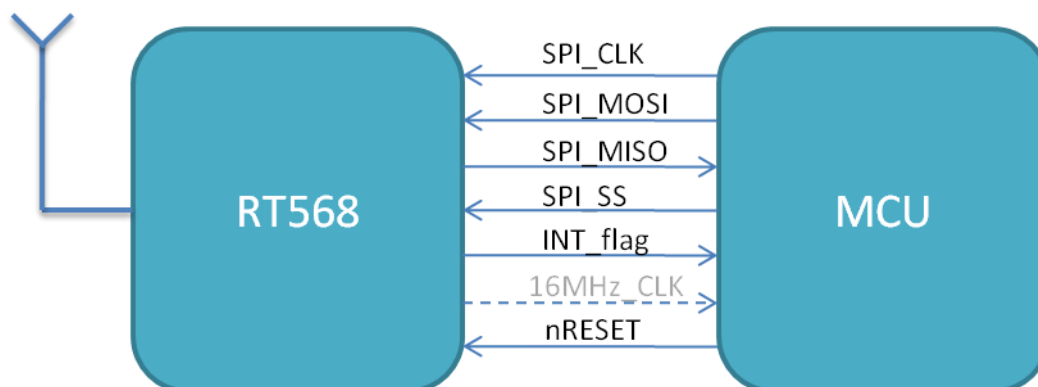 SPI_CLK
SPI_MOSI
SPI_MISO
SPI_SS
RT568
MCU
INT_flag
16MHz_CLK
nRESET